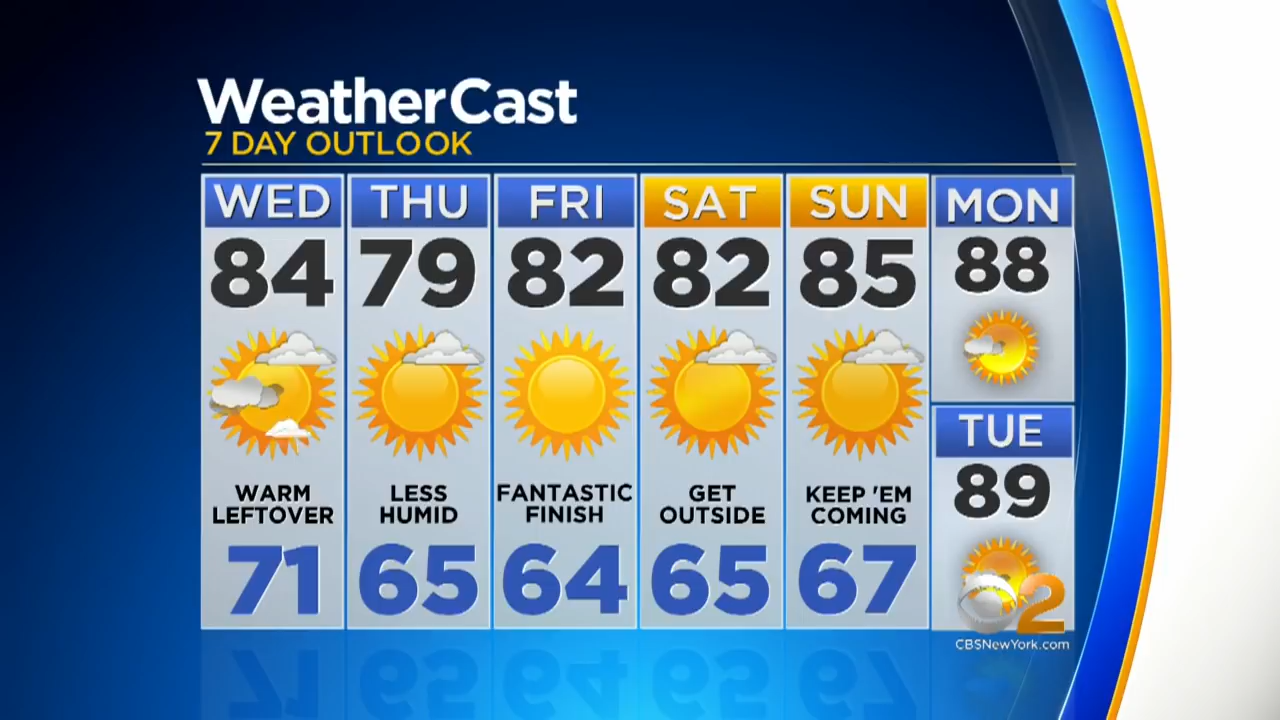 WeatherCast
7 DAY OUTLOOK
WED
84
WARM
LEFTOVER
71
THU
79
LESS
HUMID
65
FRI
82
FANTASTIC
FINISH
64
SAT
82
GET
OUTSIDE
65
SUN
85
KEEP 'EM
COMING
67
MON
88
TUE
89
2
CBSNewYork.com